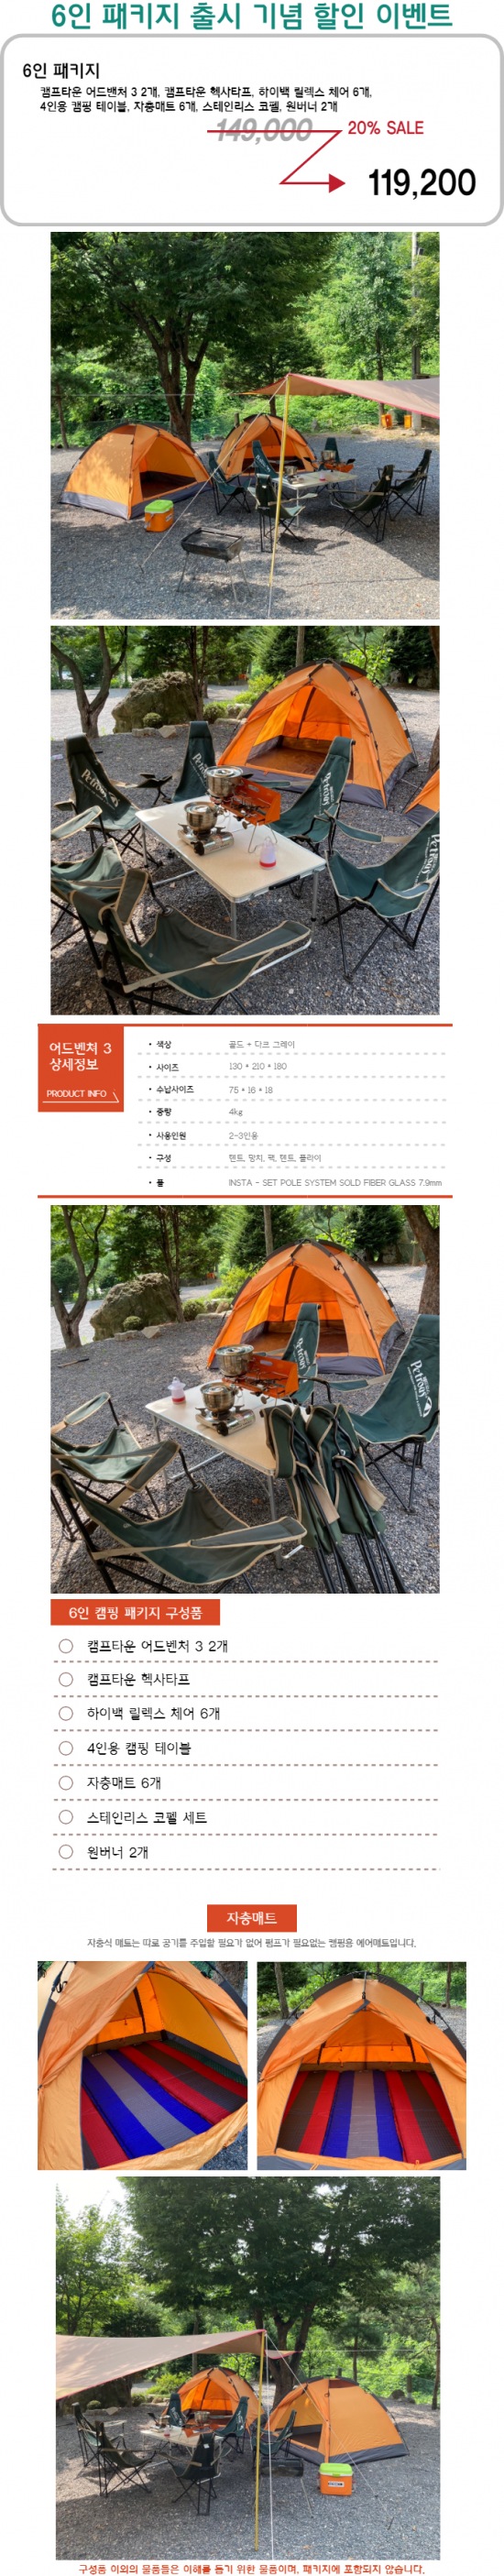 6인 패키지 출시 기념 할인 이벤트
6인 패키지
캠프타운 어드밴처 3 2개, 캠프타운 헥사타프, 하이백 릴렉스 체어 6개,
4인용 캠핑 테이블, 자충매트 6개, 스테인리스 코펠, 원버너 2개
149,000
20% SALE
119,200
어드벤처 3
상세정보
PRODUCT INFO
• 색상 골드 + 다크 그레이
• 사이즈 130 * 210 * 180
• 수납사이즈 75 * 16 * 18
• 중량 4kg
• 사용인원 2-3인용
• 구성 텐트, 망치, 팩, 텐트, 플라이
• 폴 INSTA - SET POLE SYSTEM SOLD FIBER GLASS 7.9mm
Petrony
6인 캠핑 패키지 구성품
캠프타운 어드벤처 3 2개
캠프타운 헥사타프
하이백 릴렉스 체어 6개
4인용 캠핑 테이블
자충매트 6개
스테인리스 코펠 세트
원버너 2개
자충매트
자충식 매트는 따로 공기를 주입할 필요가 없어 펌프가 필요없는 캠핑용 에어매트입니다.
구성품 이외의 물품들은 이해를 돕기 위한 물품이며, 패키지에 포함되지 않습니다.